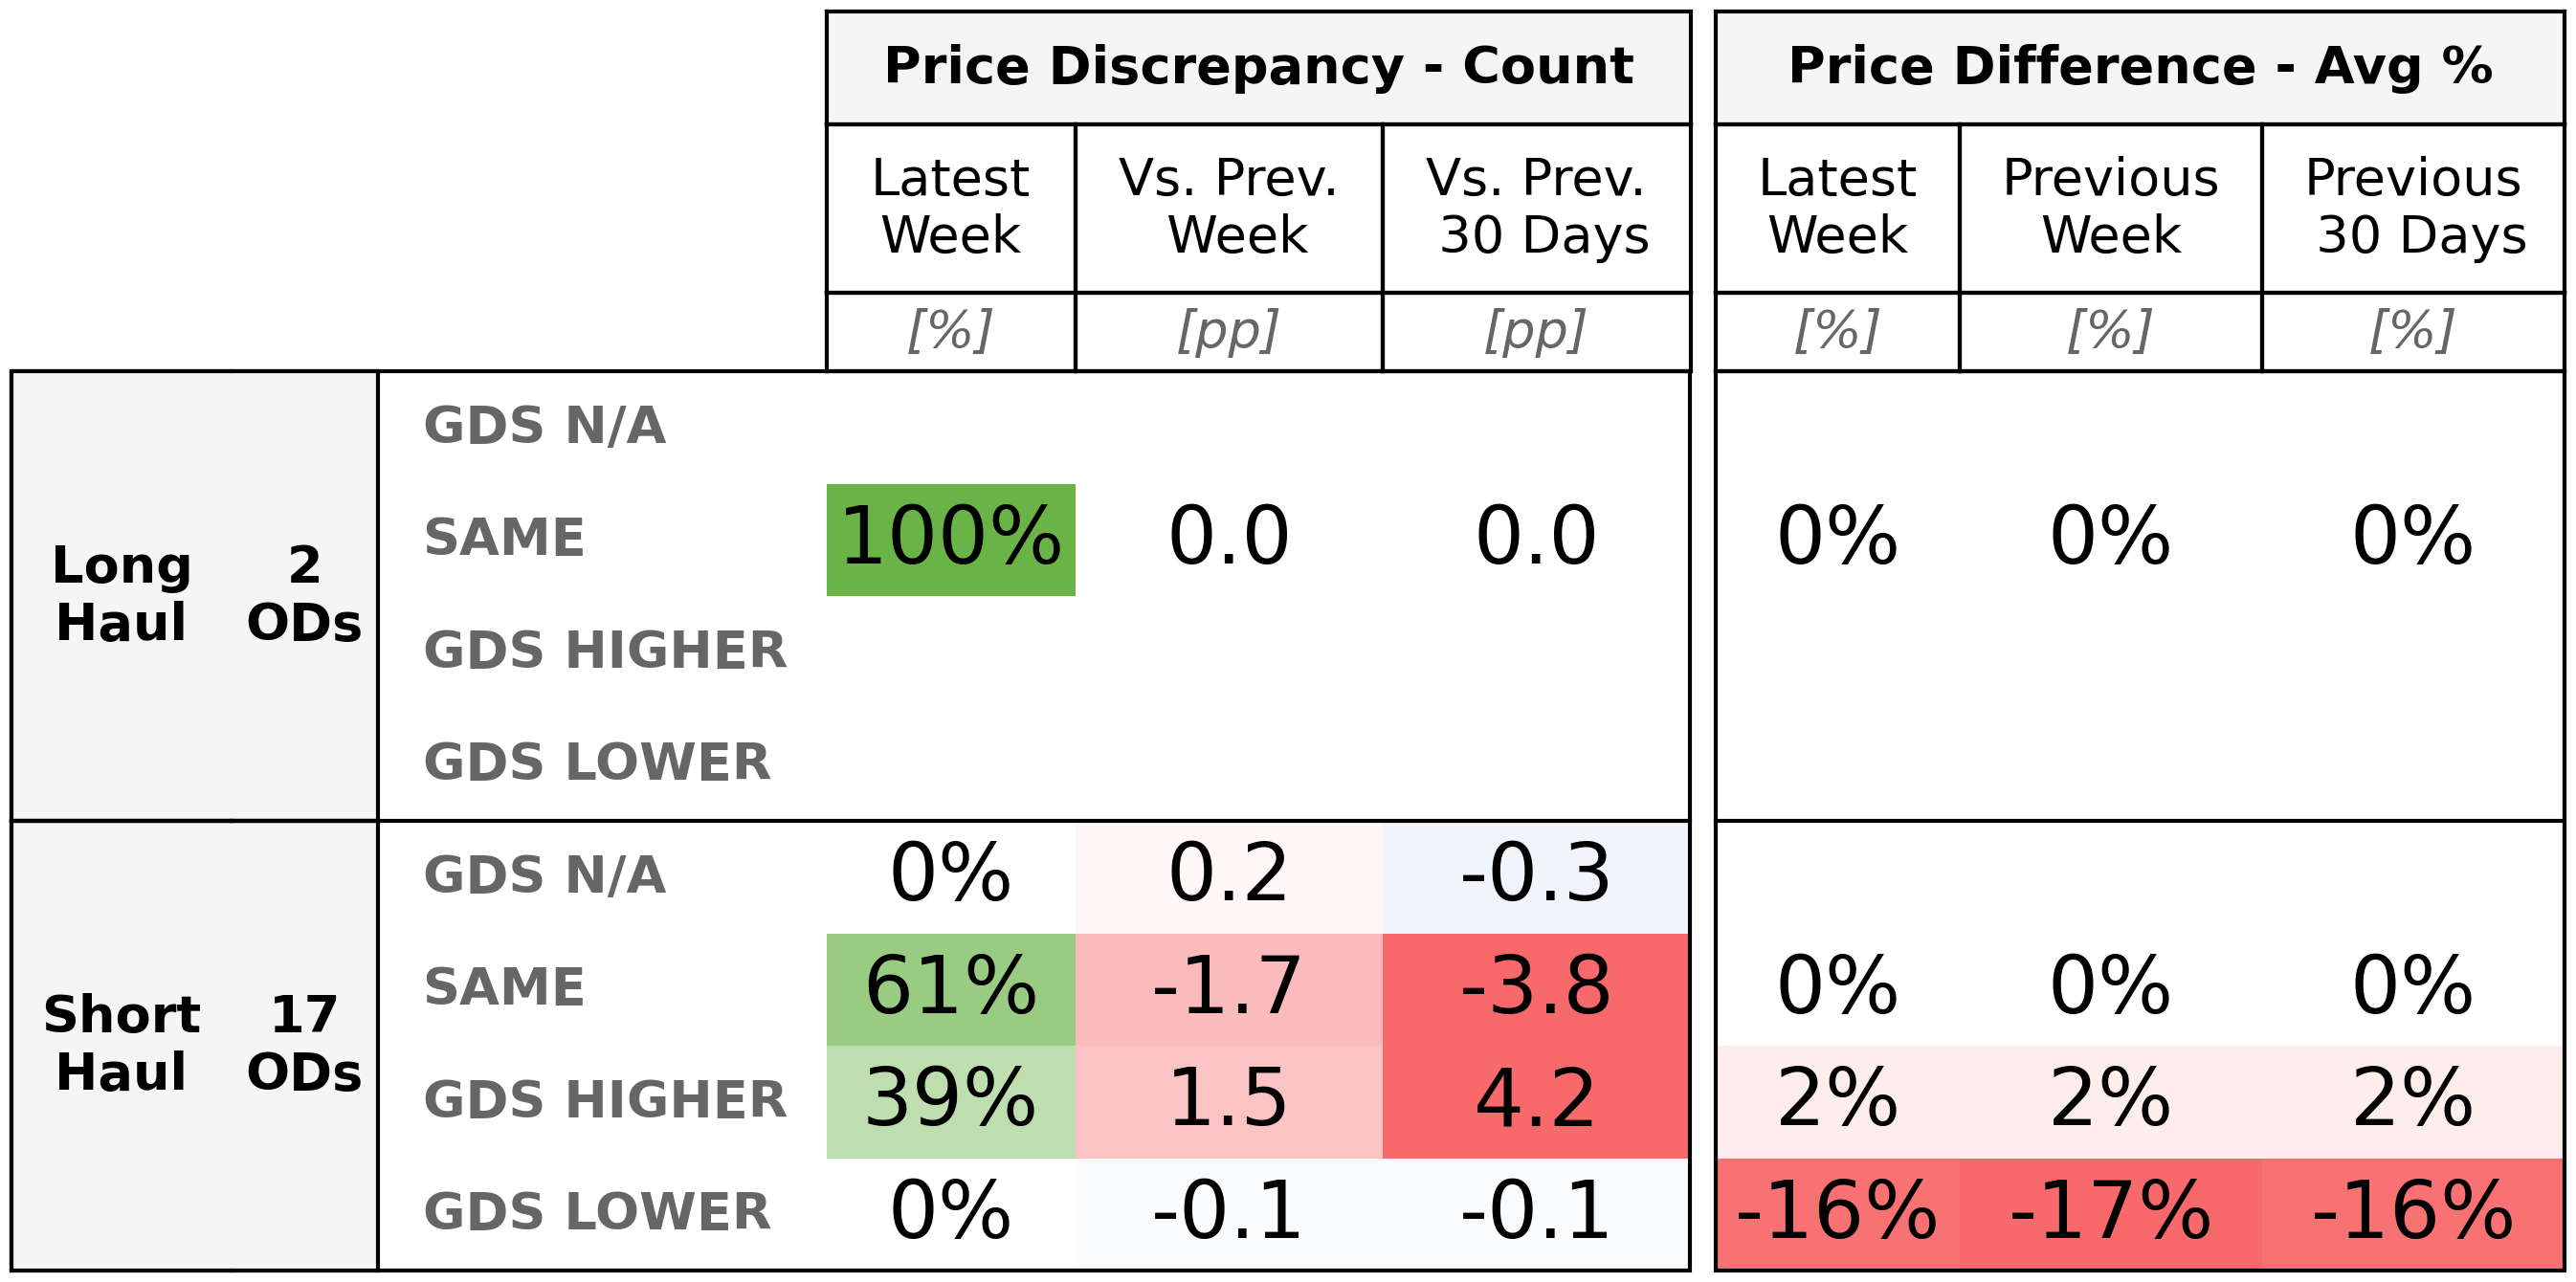 Price Discrepancy - Count Price Difference - Avg %
Latest Week Vs. Prev. Week Vs. Prev. 30 Days Latest Week Previous Week Previous 30 Days
[%] [pp] [pp] [%] [%] [%]
Long Haul 2 ODs
GDS N/A
SAME 100% 0.0 0.0 0% 0% 0%
GDS HIGHER
GDS LOWER
Short Haul 17 ODs
GDS N/A 0% 0.2 -0.3
SAME 61% -1.7 -3.8 0% 0% 0%
GDS HIGHER 39% 1.5 4.2 2% 2% 2%
GDS LOWER 0% -0.1 -0.1 -16% -17% -16%